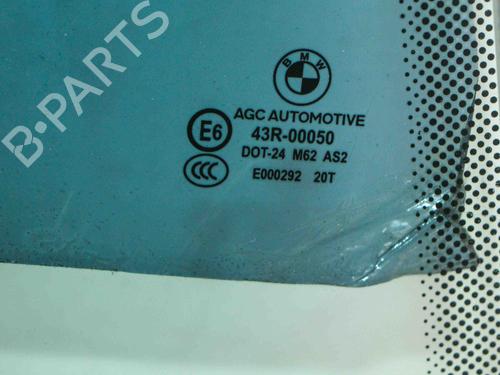 B-PARTS
BMW
AGC AUTOMOTIVE
E6 43R-00050
DOT-24 M62 AS2
CCC E000292 20T